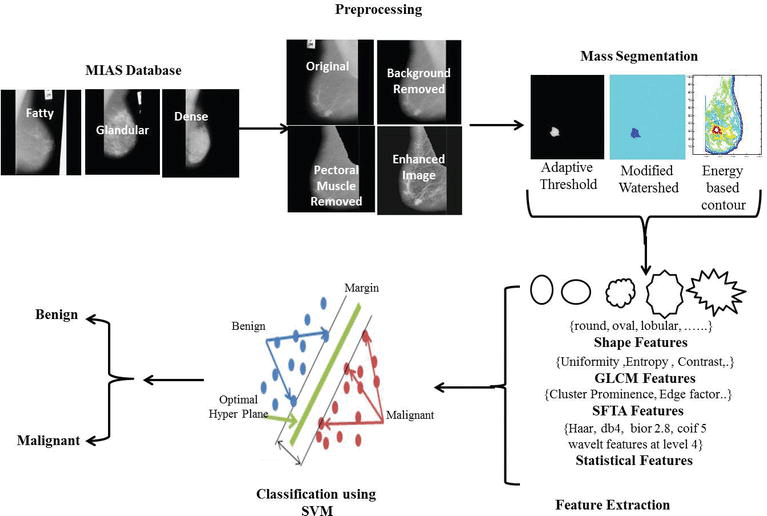 Preprocessing
MIAS Database
Fatty
Glandular
Dense
Original
Background
Removed
Pectoral
Muscle
Removed
Enhanced
Image
Mass Segmentation
Adaptive
Threshold
Modified
Watershed
Energy
based
contour
{round, oval, lobular, ......}
Shape Features
{Uniformity ,Entropy , Contrast,.}
GLCM Features
{Cluster Prominence, Edge factor..}
SFTA Features
{Haar, db4, bior 2.8, coif 5
wavelt features at level 4}
Statistical Features
Feature Extraction
Margin
Benign
Optimal
Hyper Plane
Malignant
Classification using
SVM
Benign
Malignant